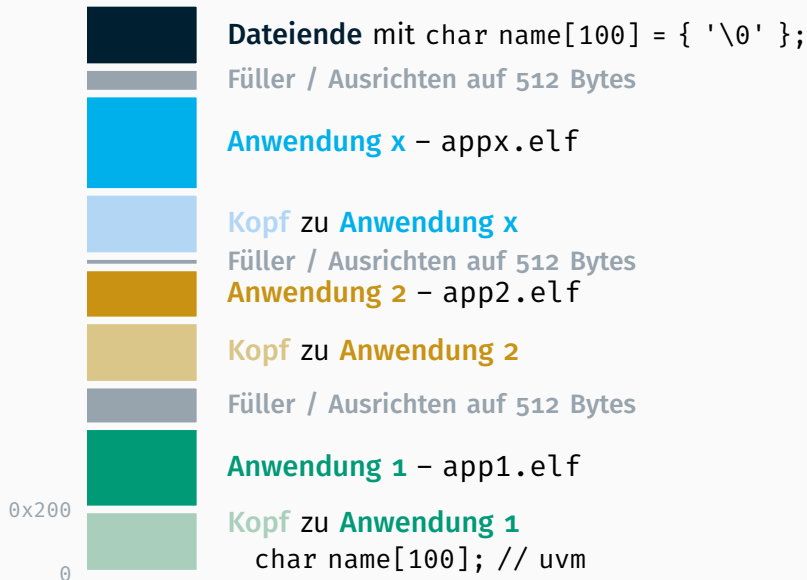 Dateiende mit char name[100] = { '\0' };
Füller / Ausrichten auf 512 Bytes
Anwendung x – appx.elf
Kopf zu Anwendung x
Füller / Ausrichten auf 512 Bytes
Anwendung 2 – app2.elf
Kopf zu Anwendung 2
Füller / Ausrichten auf 512 Bytes
Anwendung 1 – app1.elf
0x200
Kopf zu Anwendung 1
char name[100]; // uvm
0